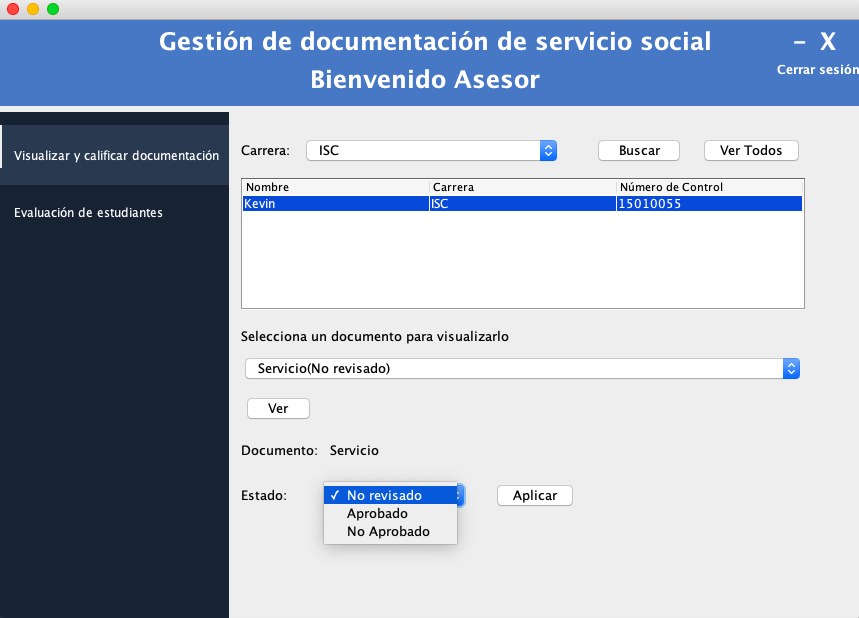 Gestión de documentación de servicio social
Bienvenido Asesor
– X
Cerrar sesión
Visualizar y calificar documentación
Evaluación de estudiantes
Carrera: ISC Buscar Ver Todos
Nombre Carrera Número de Control
Kevin ISC 15010055
Selecciona un documento para visualizarlo
Servicio(No revisado)
Ver
Documento: Servicio
Estado: ✓ No revisado Aplicar
Aprobado
No Aprobado